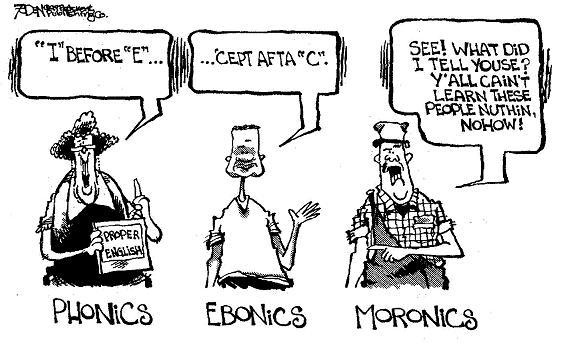 "I" BEFORE "E"...
...'CEPT AFTA "C".
SEE! WHAT DID
I TELL YOUSE?
Y'ALL CAIN'T
LEARN THESE
PEOPLE NUTHIN,
NOHOW!
PROPER
ENGLISH
PHONICS
EBONICS
MORONICS